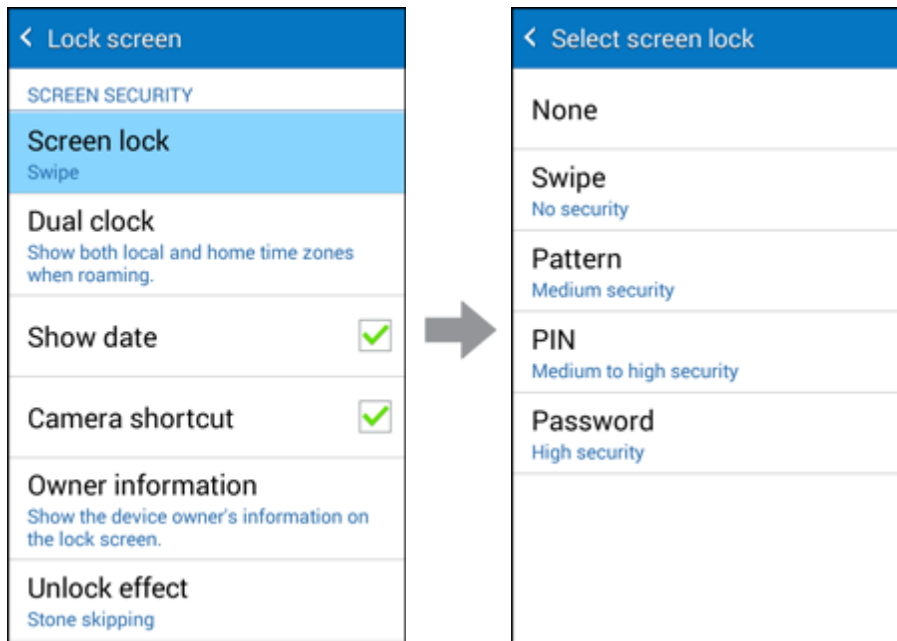 Lock screen
SCREEN SECURITY
Screen lock
Swipe
Dual clock
Show both local and home time zones
when roaming.
Show date
Camera shortcut
Owner information
Show the device owner's information on
the lock screen.
Unlock effect
Stone skipping
Select screen lock
None
Swipe
No security
Pattern
Medium security
PIN
Medium to high security
Password
High security